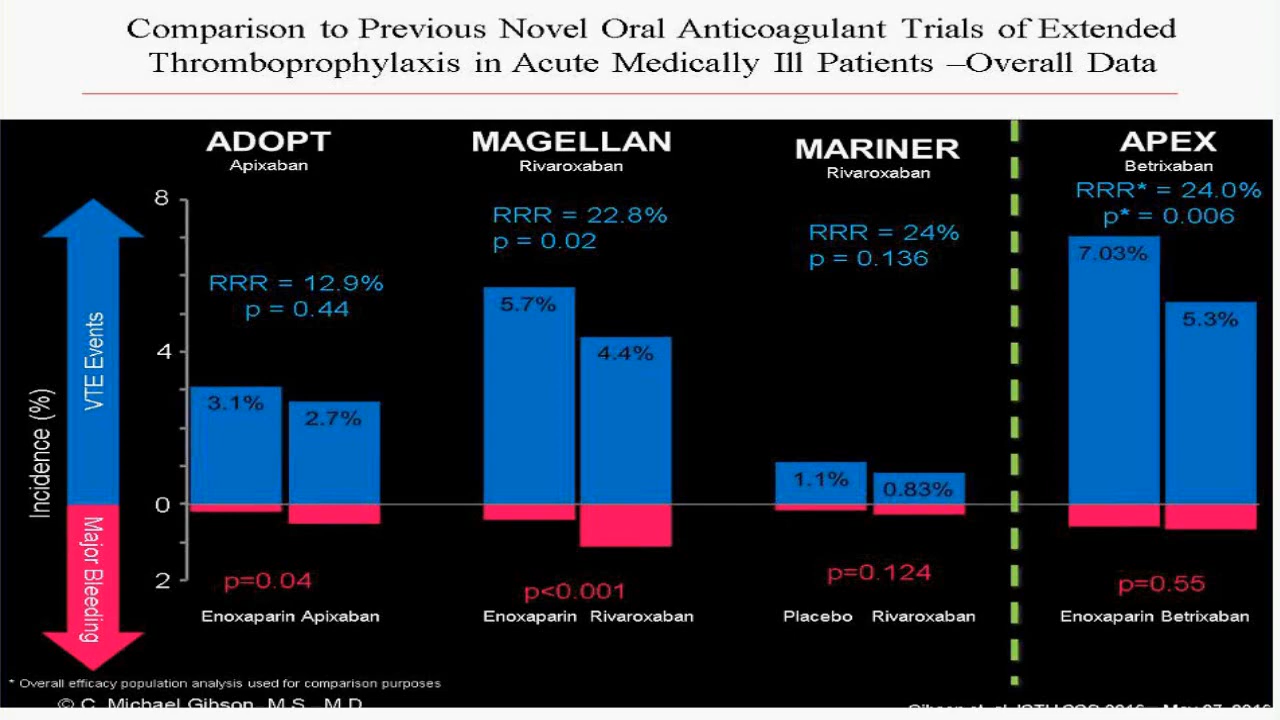 Comparison to Previous Novel Oral Anticoagulant Trials of Extended
Thromboprophylaxis in Acute Medically Ill Patients –Overall Data
ADOPT
Apixaban
MAGELLAN
Rivaroxaban
MARINER
Rivaroxaban
APEX
Betrixaban
RRR* = 24.0%
p* = 0.006
RRR = 22.8%
p = 0.02
RRR = 24%
p = 0.136
RRR = 12.9%
p = 0.44
8
4
0
2
Incidence (%)
VTE Events
Major Bleeding
3.1%
2.7%
5.7%
4.4%
1.1%
0.83%
7.03%
5.3%
p=0.04
p<0.001
p=0.124
p=0.55
Enoxaparin Apixaban
Enoxaparin Rivaroxaban
Placebo Rivaroxaban
Enoxaparin Betrixaban
* Overall efficacy population analysis used for comparison purposes
© C. Michael Gibson, M.S., M.D.